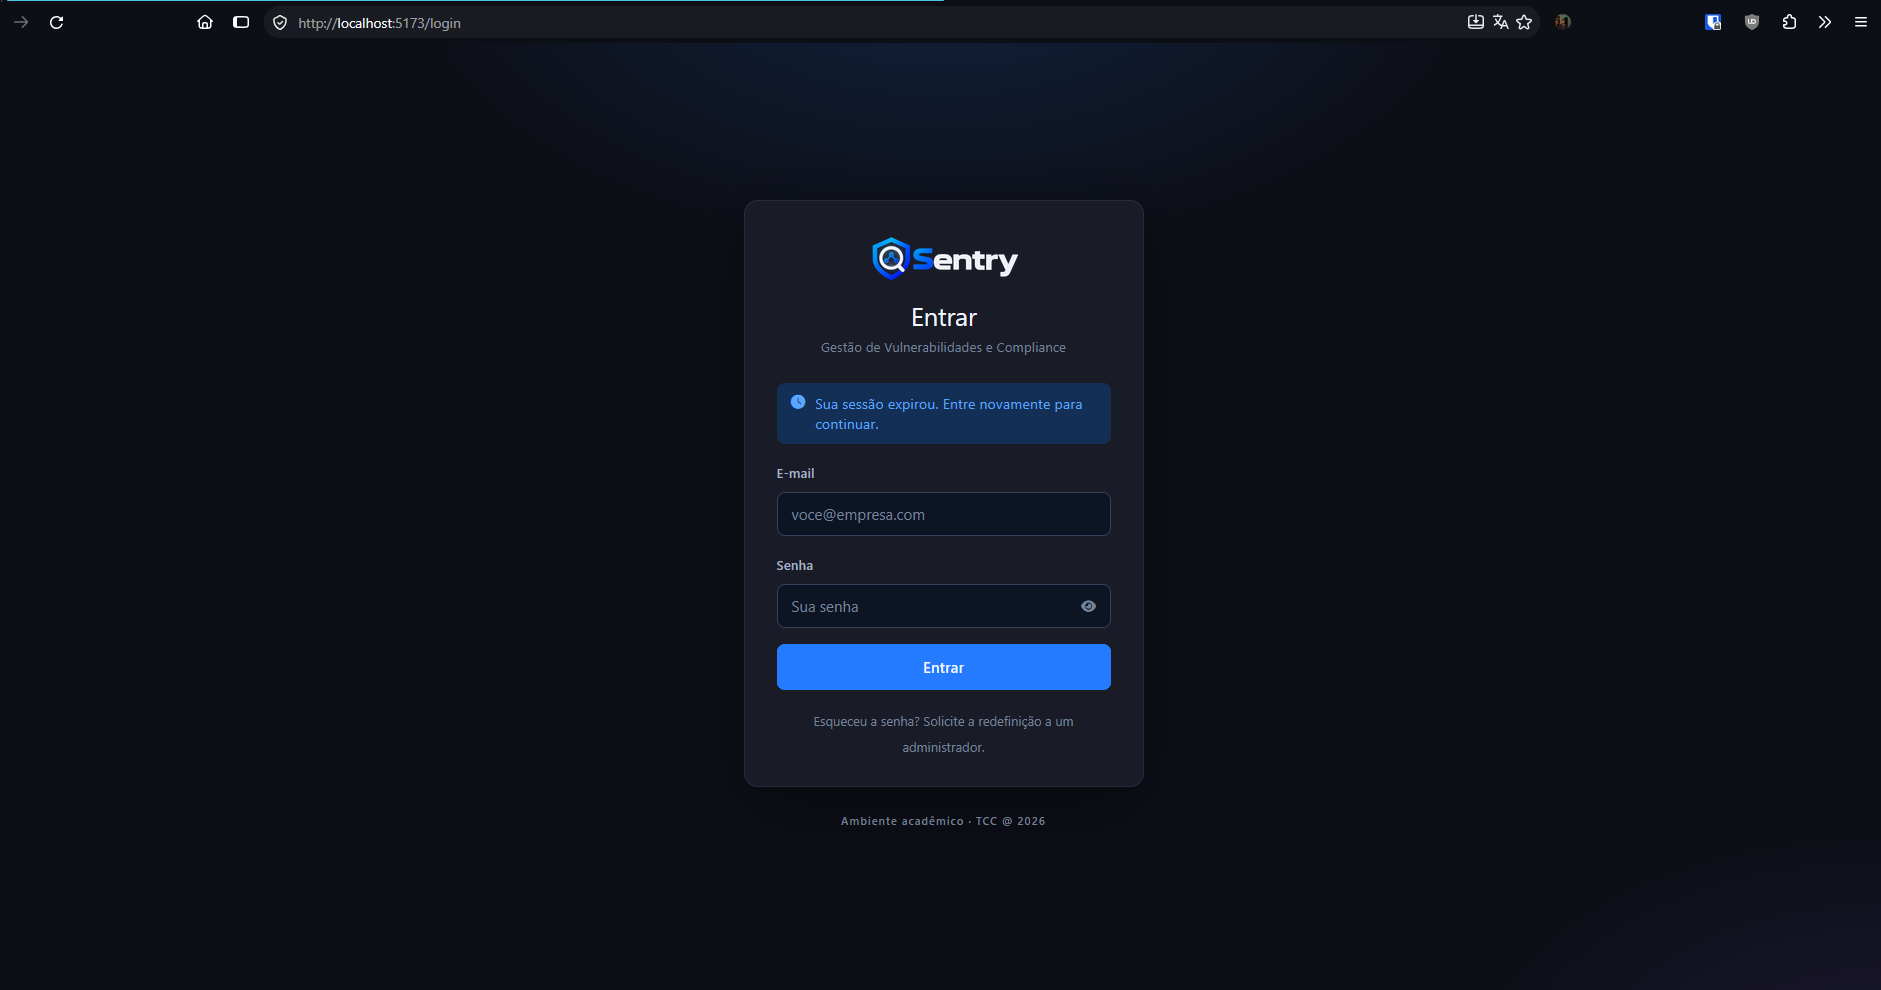 http://localhost:5173/login
Sentry
Entrar
Gestão de Vulnerabilidades e Compliance
Sua sessão expirou. Entre novamente para
continuar.
E-mail
voce@empresa.com
Senha
Sua senha
Entrar
Esqueceu a senha? Solicite a redefinição a um
administrador.
Ambiente acadêmico · TCC @ 2026